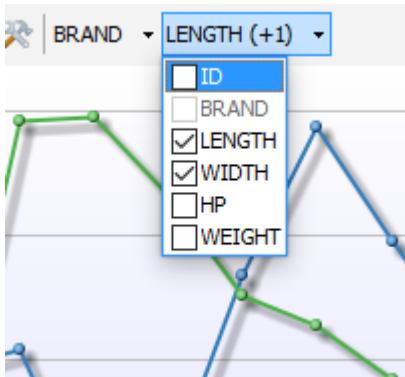 BRAND LENGTH (+1)
ID
BRAND
LENGTH
WIDTH
HP
WEIGHT